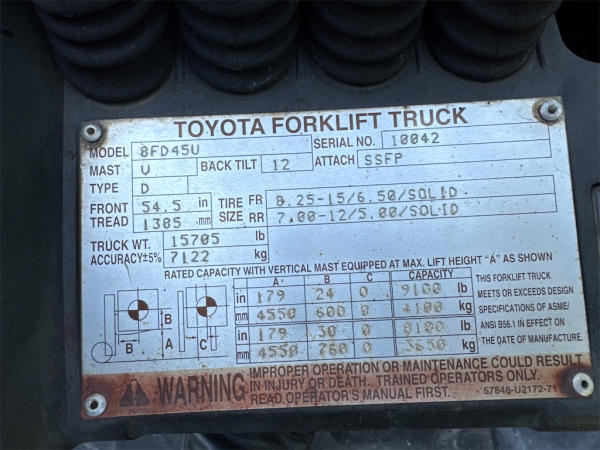 TOYOTA FORKLIFT TRUCK
MODEL 8FD45U SERIAL NO. 10042
MAST V BACK TILT 12 ATTACH SSFP
TYPE D
FRONT TREAD 54.5 in TIRE SIZE FR 8.25-15/6.50/SOLID
1385 mm RR 7.00-12/5.00/SOLID
TRUCK WT. 15705 lb
ACCURACY±5% 7122 kg
RATED CAPACITY WITH VERTICAL MAST EQUIPPED AT MAX. LIFT HEIGHT "A" AS SHOWN
A B C CAPACITY
in 179 24 0 9100 lb
mm 4550 600 0 4100 kg
in 179 30 0 8100 lb
mm 4550 760 0 3650 kg
B
B A C
THIS FORKLIFT TRUCK
MEETS OR EXCEEDS DESIGN
SPECIFICATIONS OF ASME/
ANSI B56.1 IN EFFECT ON
THE DATE OF MANUFACTURE.
WARNING
IMPROPER OPERATION OR MAINTENANCE COULD RESULT
IN INJURY OR DEATH. TRAINED OPERATORS ONLY.
READ OPERATOR'S MANUAL FIRST.
57846-U2172-71